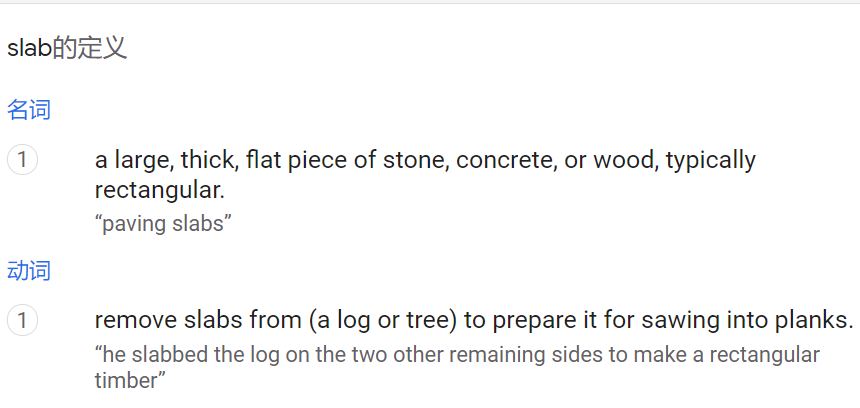 slab的定义
名词
1
a large, thick, flat piece of stone, concrete, or wood, typically
rectangular.
“paving slabs”
动词
1
remove slabs from (a log or tree) to prepare it for sawing into planks.
“he slabbed the log on the two other remaining sides to make a rectangular
timber”